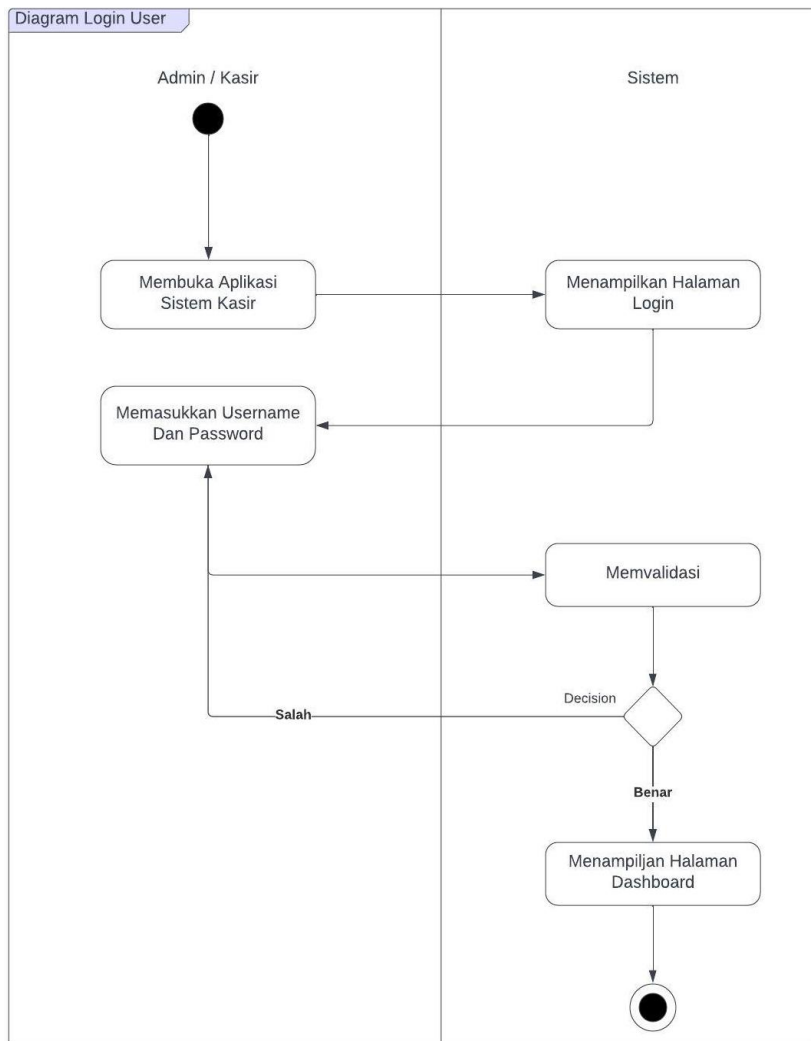 Diagram Login User
Admin / Kasir
Sistem
Membuka Aplikasi
Sistem Kasir
Menampilkan Halaman
Login
Memasukkan Username
Dan Password
Memvalidasi
Decision
Salah
Benar
Menampiljan Halaman
Dashboard